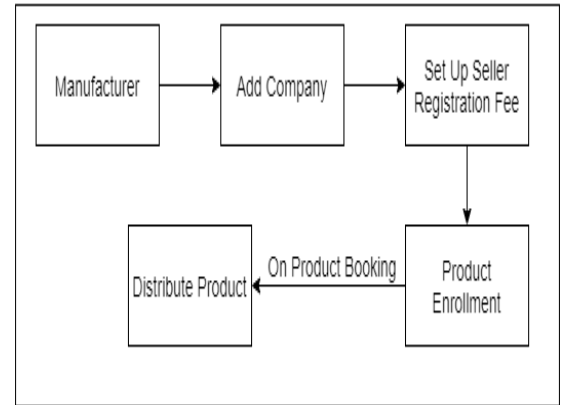 Manufacturer
Add Company
Set Up Seller
Registration Fee
On Product Booking
Distribute Product
Product
Enrollment